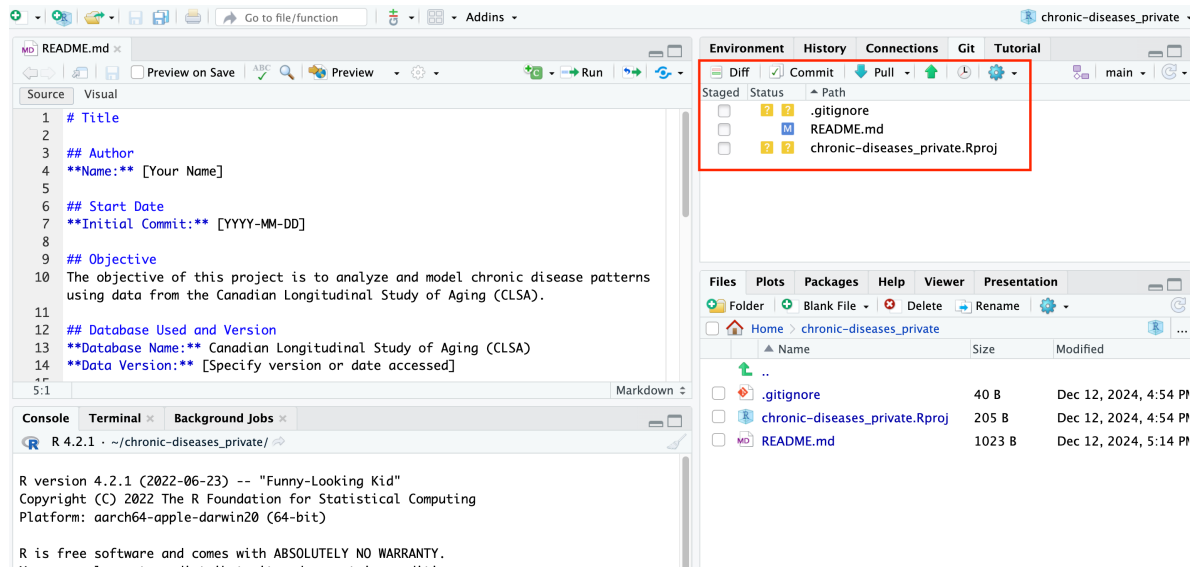 Go to file/function
Addins
chronic-diseases_private
README.md
Preview on Save
ABC
Preview
Run
Source
Visual
1 # Title
2
3 ## Author
4 **Name:** [Your Name]
5
6 ## Start Date
7 **Initial Commit:** [YYYY-MM-DD]
8
9 ## Objective
10 The objective of this project is to analyze and model chronic disease patterns
using data from the Canadian Longitudinal Study of Aging (CLSA).
11
12 ## Database Used and Version
13 **Database Name:** Canadian Longitudinal Study of Aging (CLSA)
14 **Data Version:** [Specify version or date accessed]
5:1
Markdown
Console Terminal Background Jobs
R 4.2.1 · ~/chronic-diseases_private/
R version 4.2.1 (2022-06-23) -- "Funny-Looking Kid"
Copyright (C) 2022 The R Foundation for Statistical Computing
Platform: aarch64-apple-darwin20 (64-bit)
R is free software and comes with ABSOLUTELY NO WARRANTY.
Environment History Connections Git Tutorial
Diff Commit Pull main
Staged Status Path
? ? .gitignore
M README.md
? ? chronic-diseases_private.Rproj
Files Plots Packages Help Viewer Presentation
Folder Blank File Delete Rename
Home chronic-diseases_private ...
Name Size Modified
..
.gitignore 40 B Dec 12, 2024, 4:54 PM
chronic-diseases_private.Rproj 205 B Dec 12, 2024, 4:54 PM
MD README.md 1023 B Dec 12, 2024, 5:14 PM